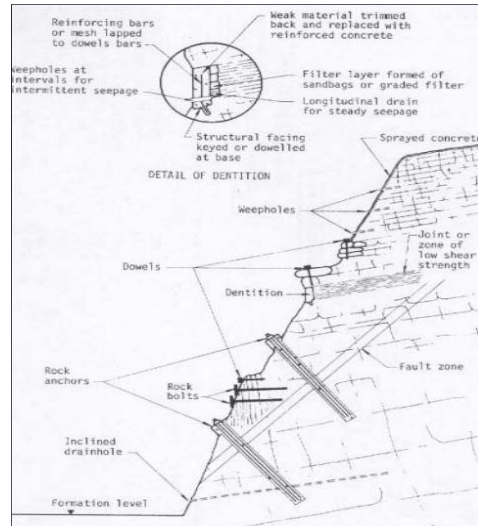 Reinforcing bars
or mesh lapped
to dowels bars
Weak material trimmed
back and replaced with
reinforced concrete
Weepholes at
intervals for
intermittent seepage
Filter layer formed of
sandbags or graded filter
Longitudinal drain
for steady seepage
Structural facing
keyed or dowelled
at base
Sprayed concrete
DETAIL OF DENTITION
Weepholes
Joint or
zone of
low shear
strength
Dowels
Dentition
Fault zone
Rock
anchors
Rock
bolts
Inclined
drainhole
Formation level